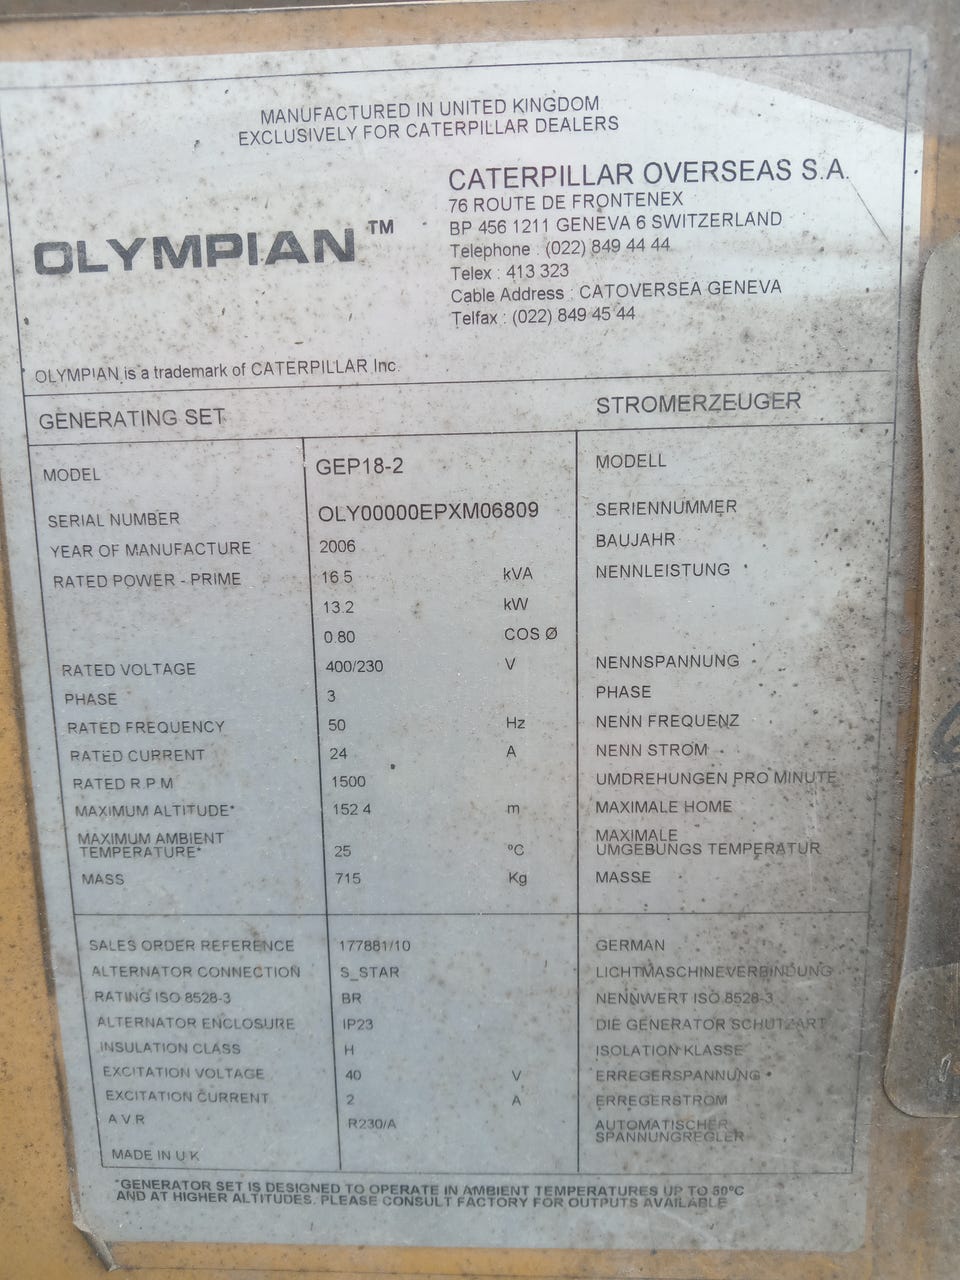 MANUFACTURED IN UNITED KINGDOM
EXCLUSIVELY FOR CATERPILLAR DEALERS
OLYMPIAN™
CATERPILLAR OVERSEAS S.A.
76 ROUTE DE FRONTENEX
BP 456 1211 GENEVA 6 SWITZERLAND
Telephone : (022) 849 44 44
Telex : 413 323
Cable Address : CATOVERSEA GENEVA
Telfax : (022) 849 45 44
OLYMPIAN is a trademark of CATERPILLAR Inc.
GENERATING SET STROMERZEUGER
MODEL GEP18-2 MODELL
SERIAL NUMBER OLY00000EPXM06809 SERIENNUMMER
YEAR OF MANUFACTURE 2006 BAUJAHR
RATED POWER - PRIME 16.5 kVA NENNLEISTUNG
13.2 kW
0.80 COS Ø
RATED VOLTAGE 400/230 V NENNSPANNUNG
PHASE 3 PHASE
RATED FREQUENCY 50 Hz NENN FREQUENZ
RATED CURRENT 24 A NENN STROM
RATED R.P.M 1500 UMDREHUNGEN PRO MINUTE
MAXIMUM ALTITUDE* 152.4 m MAXIMALE HOME
MAXIMUM AMBIENT MAXIMALE
TEMPERATURE* 25 ºC UMGEBUNGS TEMPERATUR
MASS 715 Kg MASSE
SALES ORDER REFERENCE 177881/10 GERMAN
ALTERNATOR CONNECTION S_STAR LICHTMASCHINEVERBINDUNG
RATING ISO 8528-3 BR NENNWERT ISO 8528-3
ALTERNATOR ENCLOSURE IP23 DIE GENERATOR SCHUTZART
INSULATION CLASS H ISOLATION KLASSE
EXCITATION VOLTAGE 40 V ERREGERSPANNUNG
EXCITATION CURRENT 2 A ERREGERSTROM
A.V.R R230/A AUTOMATISCHER
SPANNUNGREGLER
MADE IN U.K
*GENERATOR SET IS DESIGNED TO OPERATE IN AMBIENT TEMPERATURES UP TO 50ºC
AND AT HIGHER ALTITUDES. PLEASE CONSULT FACTORY FOR OUTPUTS AVAILABLE